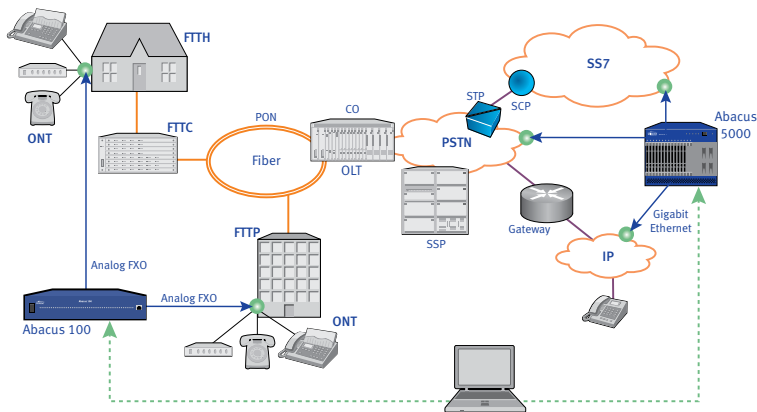 FTTH
SS7
STP
SCP
ONT
FTTC
PON
CO
Fiber
OLT
PSTN
Abacus
5000
SSP
Gateway
Gigabit
Ethernet
IP
FTTP
Analog FXO
Analog FXO
Abacus 100
ONT